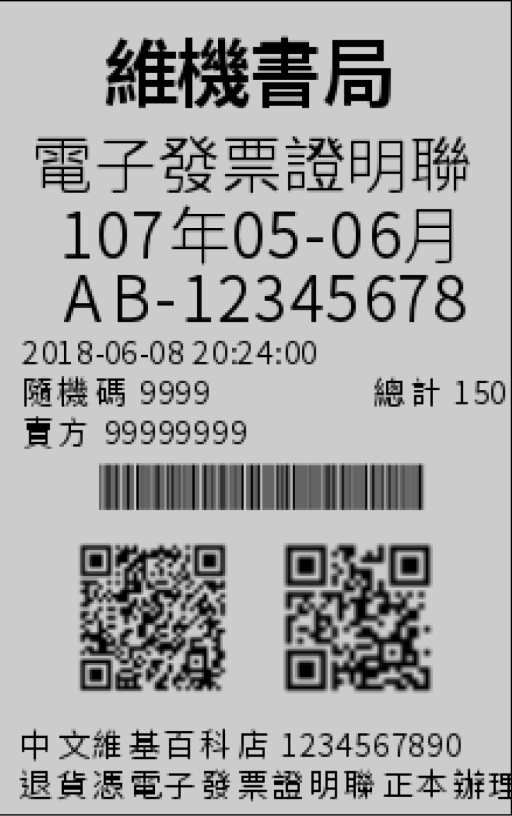 維機書局
電子發票證明聯
107年05-06月
AB-12345678
2018-06-08 20:24:00
隨機碼 9999 總計 150
賣方 99999999
中文維基百科店 1234567890
退貨憑電子發票證明聯正本辦理